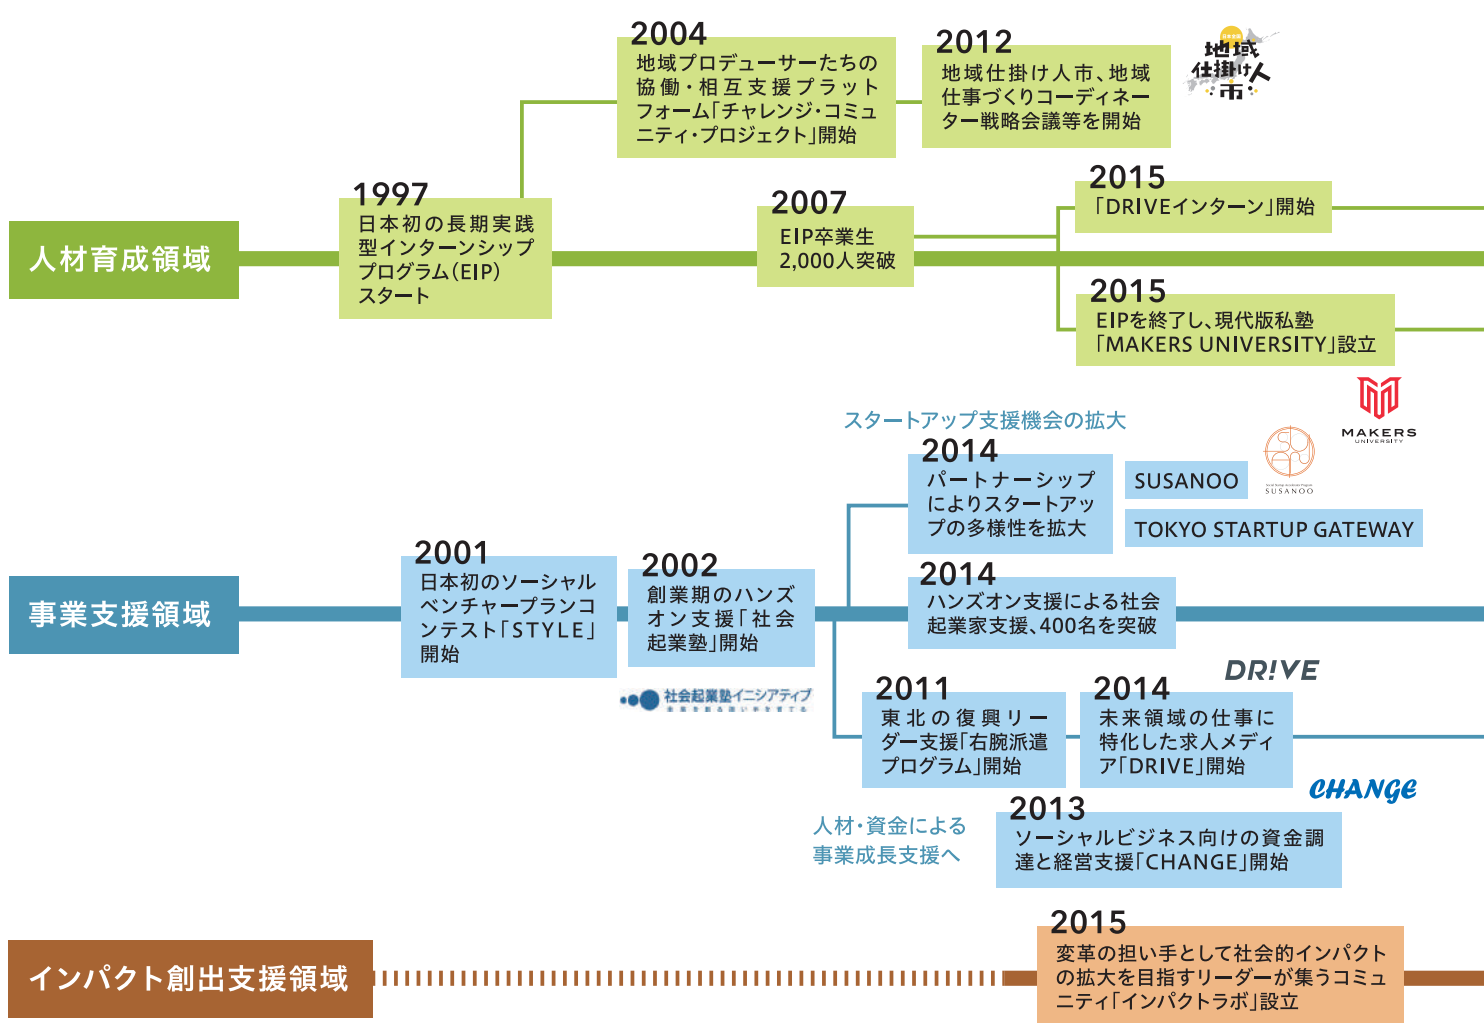 人材育成領域
1997
日本初の長期実践
型インターンシップ
プログラム（EIP）
スタート
2004
地域プロデューサーたちの
協働・相互支援プラット
フォーム「チャレンジ・コミュ
ニティ・プロジェクト」開始
2012
地域仕掛け人市、地域
仕事づくりコーディネー
ター戦略会議等を開始
地域
仕掛け人
市
2007
EIP卒業生
2,000人突破
2015
「DRIVEインターン」開始
2015
EIPを終了し、現代版私塾
「MAKERS UNIVERSITY」設立
MAKERS
UNIVERSITY
事業支援領域
2001
日本初のソーシャル
ベンチャープランコ
ンテスト「STYLE」
開始
2002
創業期のハンズ
オン支援「社会
起業塾」開始
社会起業塾イニシアティブ
スタートアップ支援機会の拡大
2014
パートナーシップ
によりスタートアッ
プの多様性を拡大
SUSANOO
SUSANOO
TOKYO STARTUP GATEWAY
2014
ハンズオン支援による社会
起業家支援、400名を突破
2011
東北の復興リー
ダー支援「右腕派遣
プログラム」開始
2014
未来領域の仕事に
特化した求人メディ
ア「DRIVE」開始
DR!VE
人材・資金による
事業成長支援へ
2013
ソーシャルビジネス向けの資金調
達と経営支援「CHANGE」開始
CHANGE
インパクト創出支援領域
2015
変革の担い手として社会的インパクト
の拡大を目指すリーダーが集うコミュ
ニティ「インパクトラボ」設立